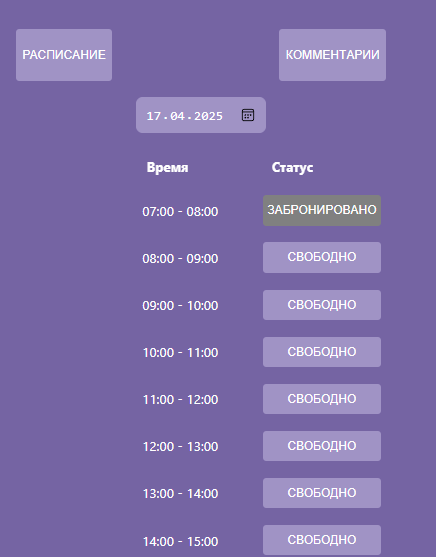 РАСПИСАНИЕ КОММЕНТАРИИ
17.04.2025
Время Статус
07:00 - 08:00 ЗАБРОНИРОВАНО
08:00 - 09:00 СВОБОДНО
09:00 - 10:00 СВОБОДНО
10:00 - 11:00 СВОБОДНО
11:00 - 12:00 СВОБОДНО
12:00 - 13:00 СВОБОДНО
13:00 - 14:00 СВОБОДНО
14:00 - 15:00 СВОБОДНО